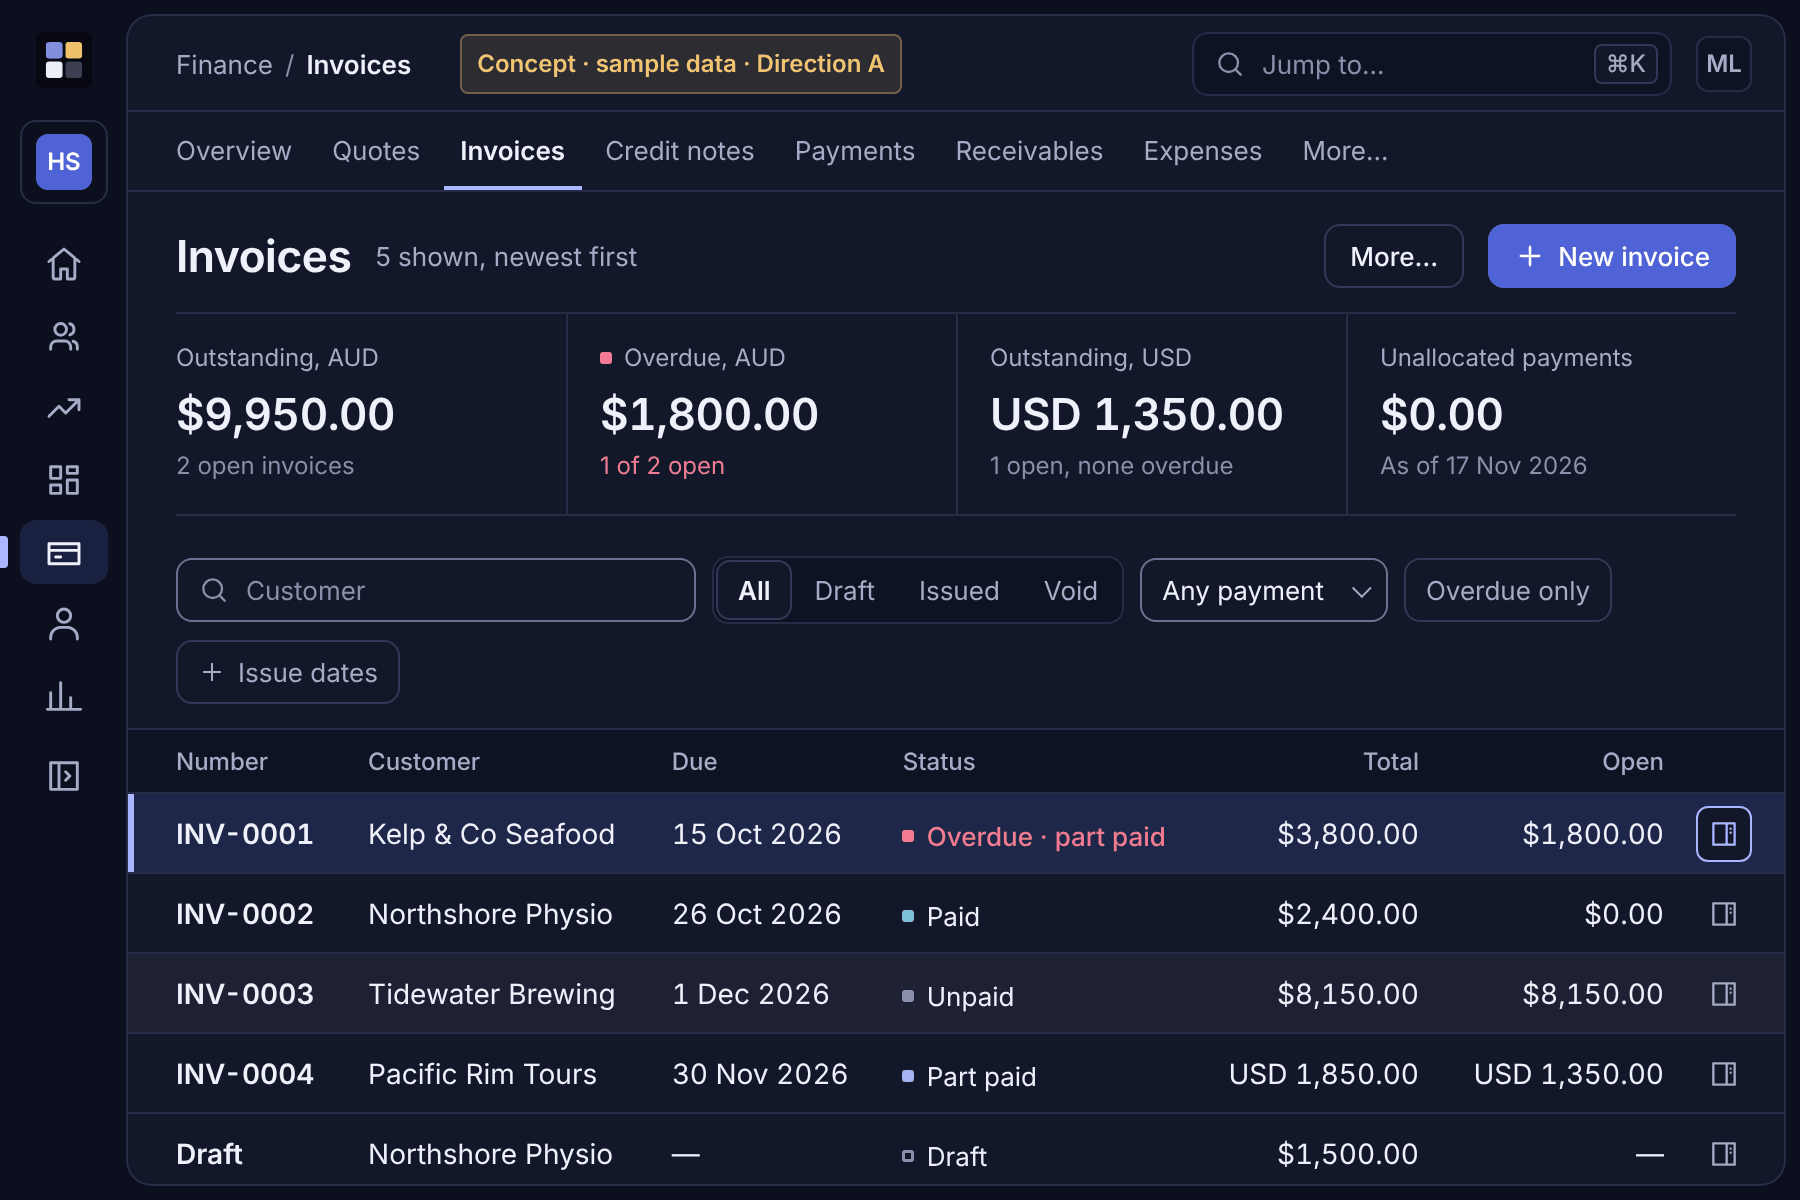 Finance / Invoices
Concept · sample data · Direction A
Jump to...
⌘K
ML
HS
Overview Quotes Invoices Credit notes Payments Receivables Expenses More...
Invoices 5 shown, newest first
More...
+ New invoice
Outstanding, AUD
$9,950.00
2 open invoices
Overdue, AUD
$1,800.00
1 of 2 open
Outstanding, USD
USD 1,350.00
1 open, none overdue
Unallocated payments
$0.00
As of 17 Nov 2026
Customer
All Draft Issued Void
Any payment
Overdue only
+ Issue dates
Number Customer Due Status Total Open
INV-0001 Kelp & Co Seafood 15 Oct 2026 Overdue · part paid $3,800.00 $1,800.00
INV-0002 Northshore Physio 26 Oct 2026 Paid $2,400.00 $0.00
INV-0003 Tidewater Brewing 1 Dec 2026 Unpaid $8,150.00 $8,150.00
INV-0004 Pacific Rim Tours 30 Nov 2026 Part paid USD 1,850.00 USD 1,350.00
Draft Northshore Physio — Draft $1,500.00 —